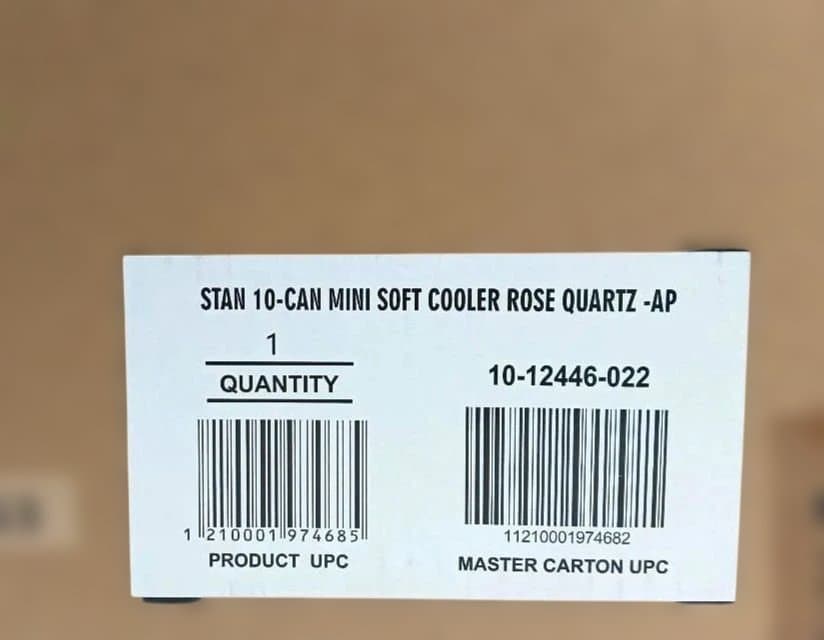 STAN 10-CAN MINI SOFT COOLER ROSE QUARTZ -AP
1
QUANTITY
10-12446-022
1 210001 974685
PRODUCT UPC
11210001974682
MASTER CARTON UPC